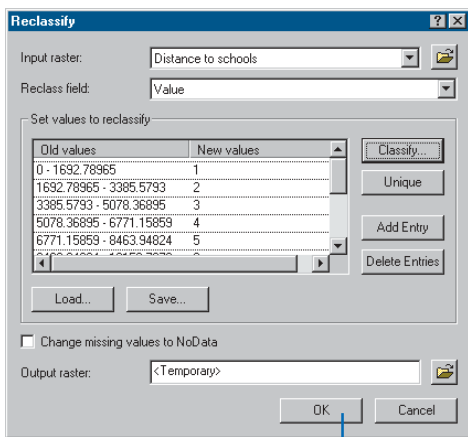 Reclassify
Input raster: Distance to schools
Reclass field: Value
Set values to reclassify
Old values New values
0 - 1692.78965 1
1692.78965 - 3385.5793 2
3385.5793 - 5078.36895 3
5078.36895 - 6771.15859 4
6771.15859 - 8463.94824 5
Classify...
Unique
Add Entry
Delete Entries
Load... Save...
Change missing values to NoData
Output raster: <Temporary>
OK Cancel